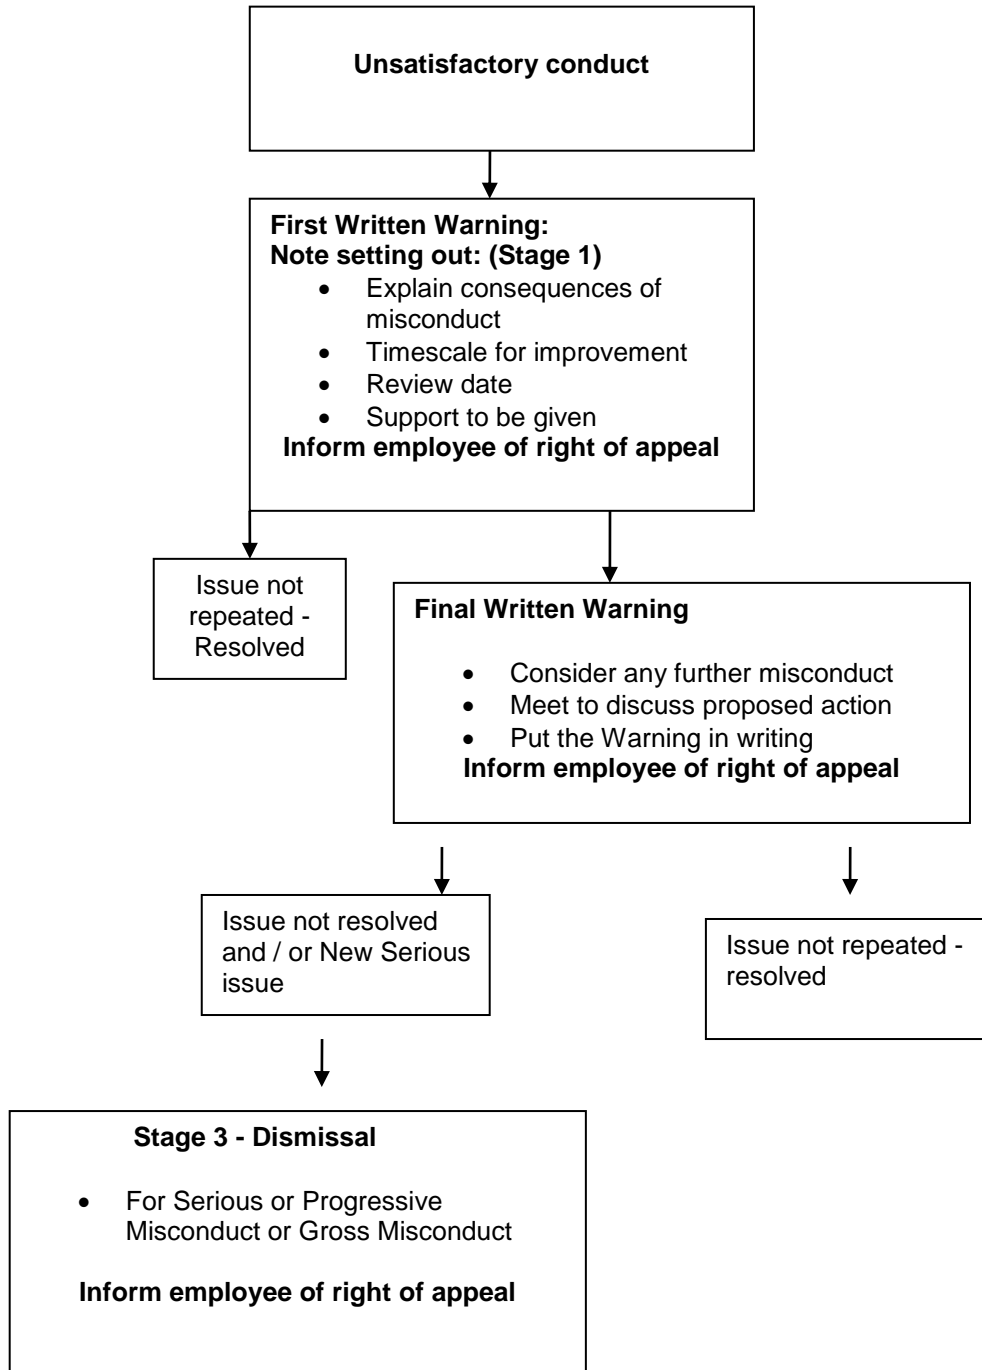 Unsatisfactory conduct
First Written Warning:
Note setting out: (Stage 1)
• Explain consequences of
misconduct
• Timescale for improvement
• Review date
• Support to be given
Inform employee of right of appeal
Issue not
repeated -
Resolved
Final Written Warning
• Consider any further misconduct
• Meet to discuss proposed action
• Put the Warning in writing
Inform employee of right of appeal
Issue not resolved
and / or New Serious
issue
Issue not repeated -
resolved
Stage 3 - Dismissal
• For Serious or Progressive
Misconduct or Gross Misconduct
Inform employee of right of appeal